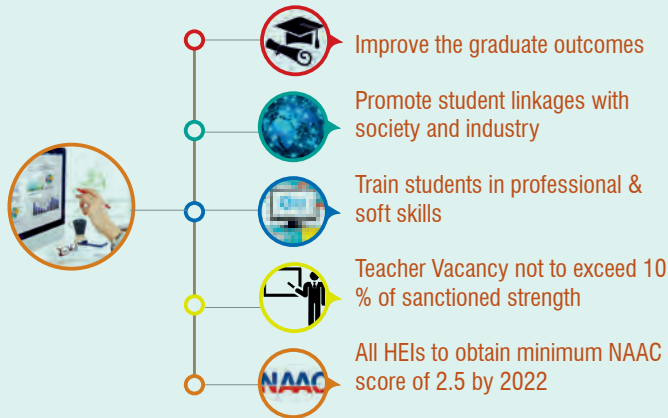 Improve the graduate outcomes
Promote student linkages with
society and industry
Train students in professional &
soft skills
Teacher Vacancy not to exceed 10
% of sanctioned strength
NAAC
All HEIs to obtain minimum NAAC
score of 2.5 by 2022